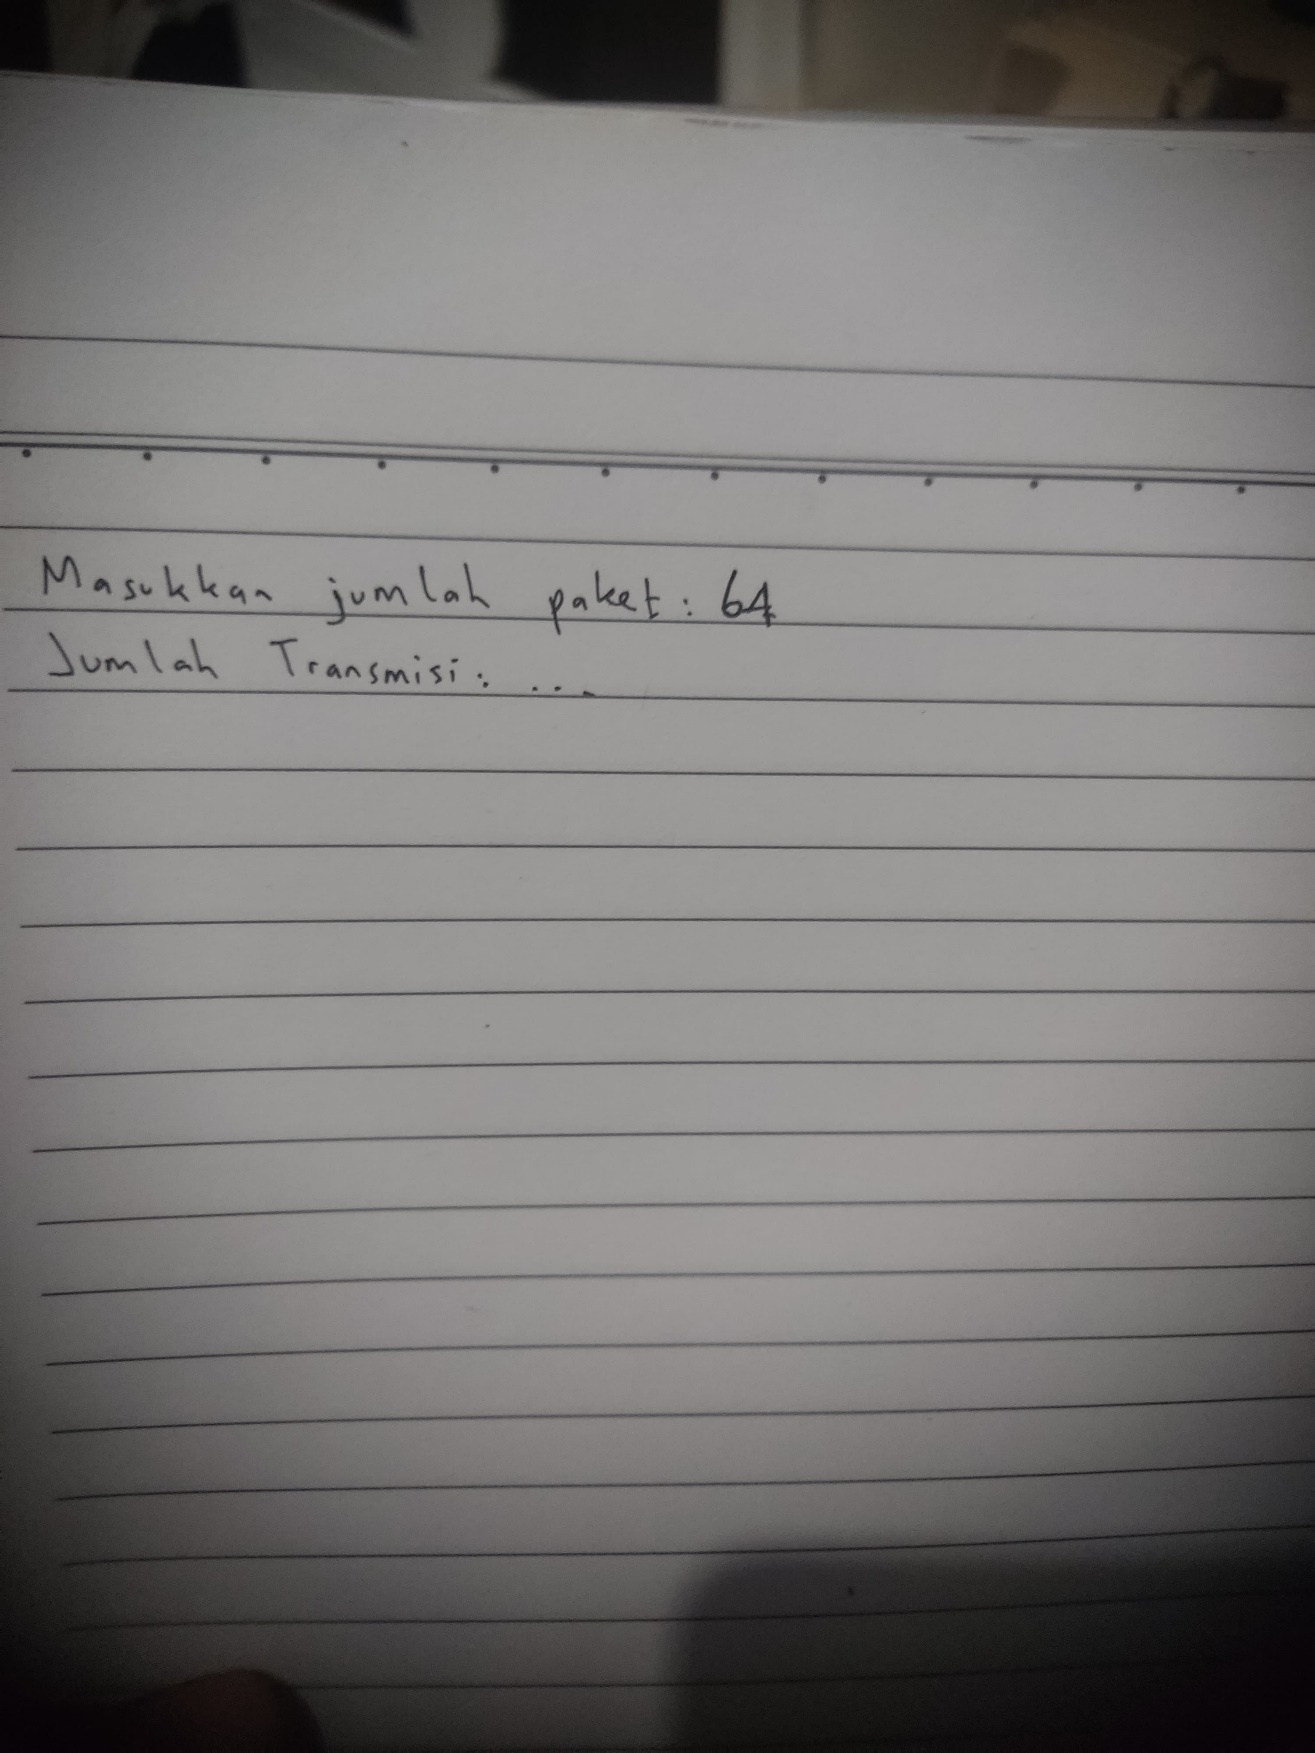 Masukkan jumlah paket : 64
Jumlah Transmisi : ...